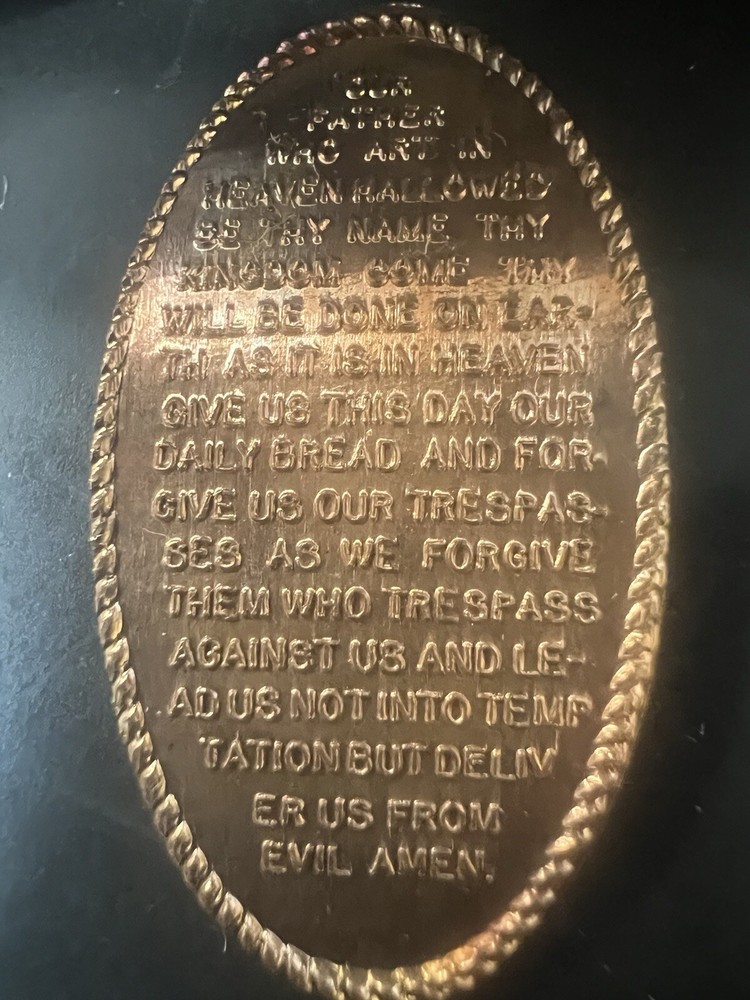 OUR
FATHER
WHO ART IN
HEAVEN HALLOWED
BE THY NAME THY
KINGDOM COME THY
WILL BE DONE ON EAR-
TH AS IT IS IN HEAVEN
GIVE US THIS DAY OUR
DAILY BREAD AND FOR-
GIVE US OUR TRESPAS-
SES AS WE FORGIVE
THEM WHO TRESPASS
AGAINST US AND LE-
AD US NOT INTO TEMP
TATION BUT DELIV
ER US FROM
EVIL AMEN.